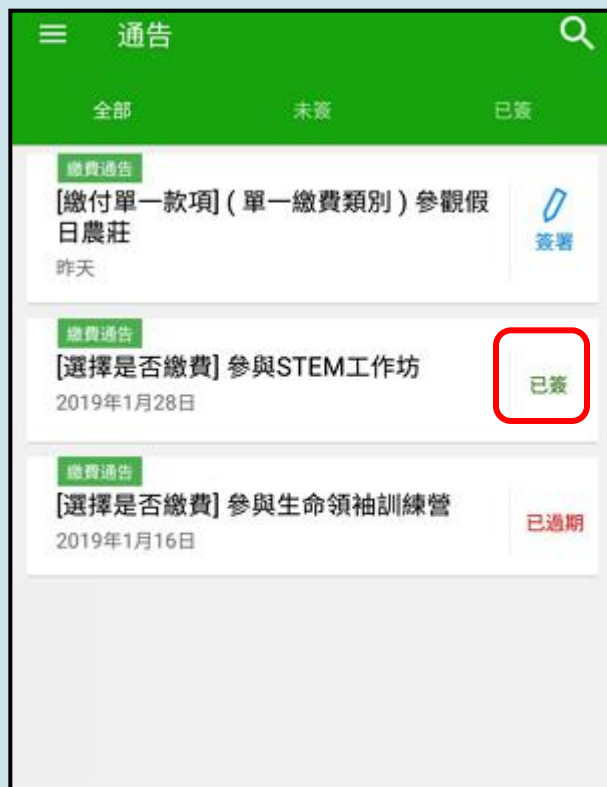 通告
全部 未簽 已簽
繳費通告
[繳付單一款項] ( 單一繳費類別 ) 參觀假
日農莊
昨天
簽署
繳費通告
[選擇是否繳費] 參與STEM工作坊
2019年1月28日
已簽
繳費通告
[選擇是否繳費] 參與生命領袖訓練營
2019年1月16日
已過期